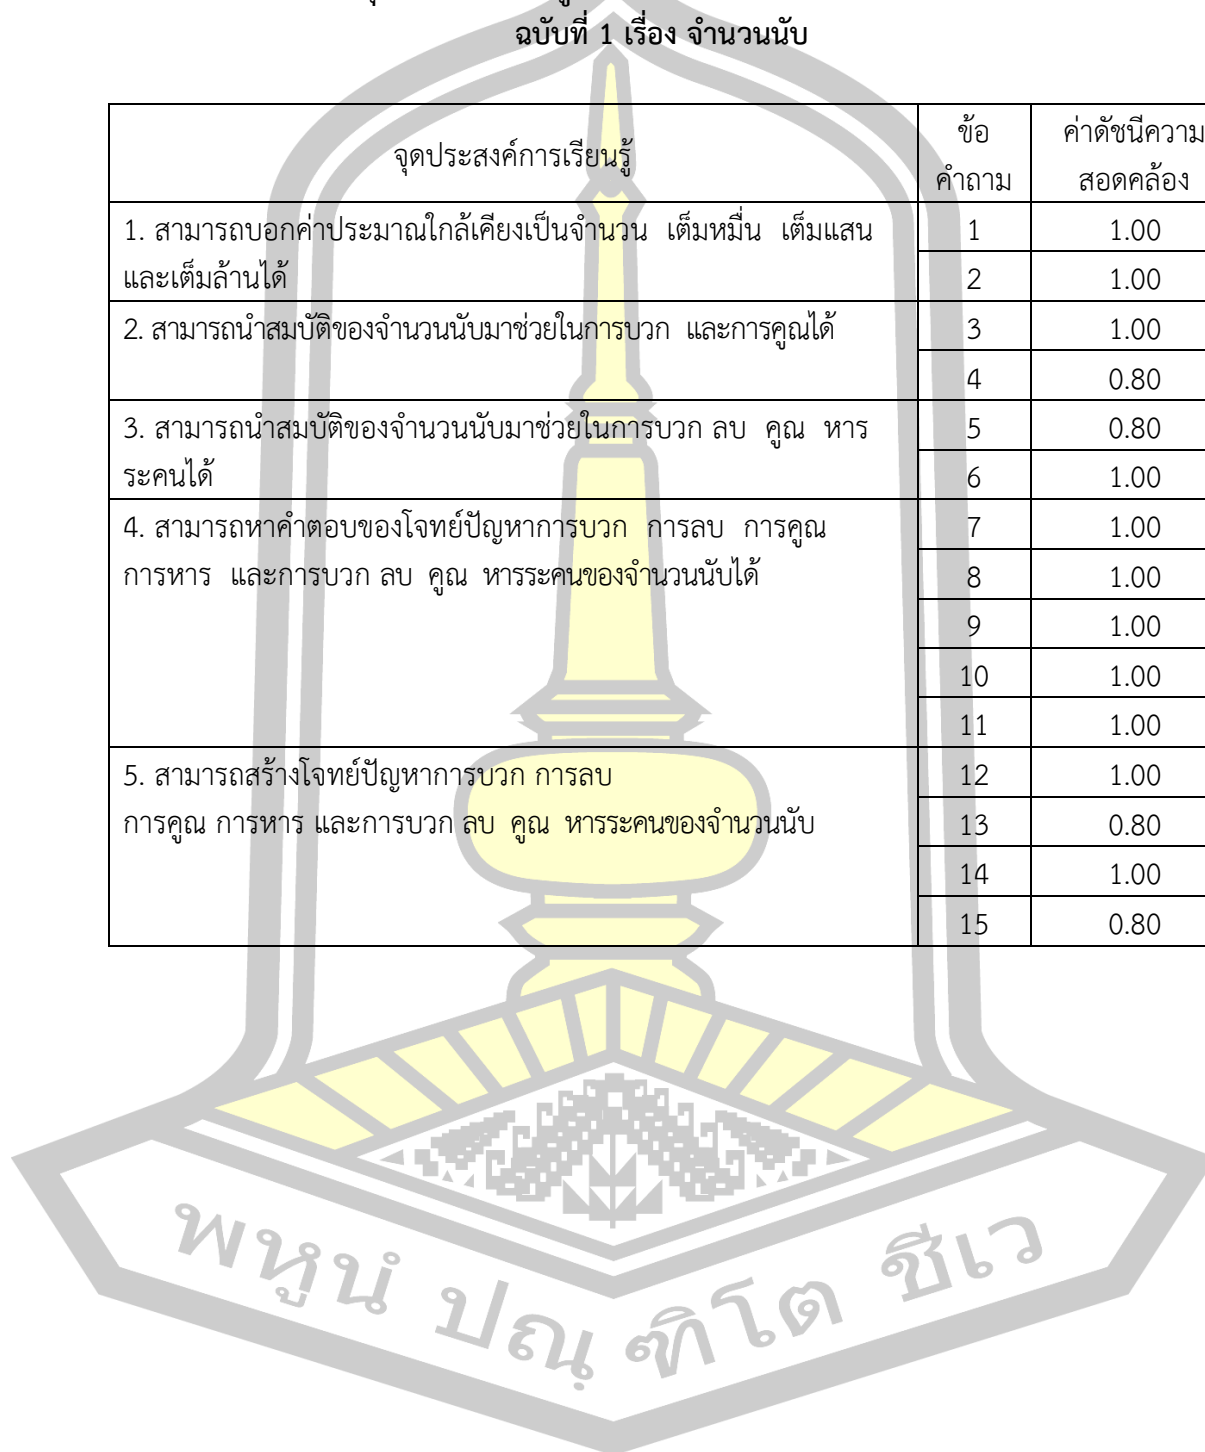 ฉบับที่ 1 เรื่อง จำนวนนับ
จุดประสงค์การเรียนรู้
ข้อ
คำถาม
ค่าดัชนีความ
สอดคล้อง
1. สามารถบอกค่าประมาณใกล้เคียงเป็นจำนวน เต็มหมื่น เต็มแสน
และเต็มล้านได้
1 1.00
2 1.00
2. สามารถนำสมบัติของจำนวนนับมาช่วยในการบวก และการคูณได้
3 1.00
4 0.80
3. สามารถนำสมบัติของจำนวนนับมาช่วยในการบวก ลบ คูณ หาร
ระคนได้
5 0.80
6 1.00
4. สามารถหาคำตอบของโจทย์ปัญหาการบวก การลบ การคูณ
การหาร และการบวก ลบ คูณ หารระคนของจำนวนนับได้
7 1.00
8 1.00
9 1.00
10 1.00
11 1.00
5. สามารถสร้างโจทย์ปัญหาการบวก การลบ
การคูณ การหาร และการบวก ลบ คูณ หารระคนของจำนวนนับ
12 1.00
13 0.80
14 1.00
15 0.80
พหูนํ ปณฺฑิโต ชีเว